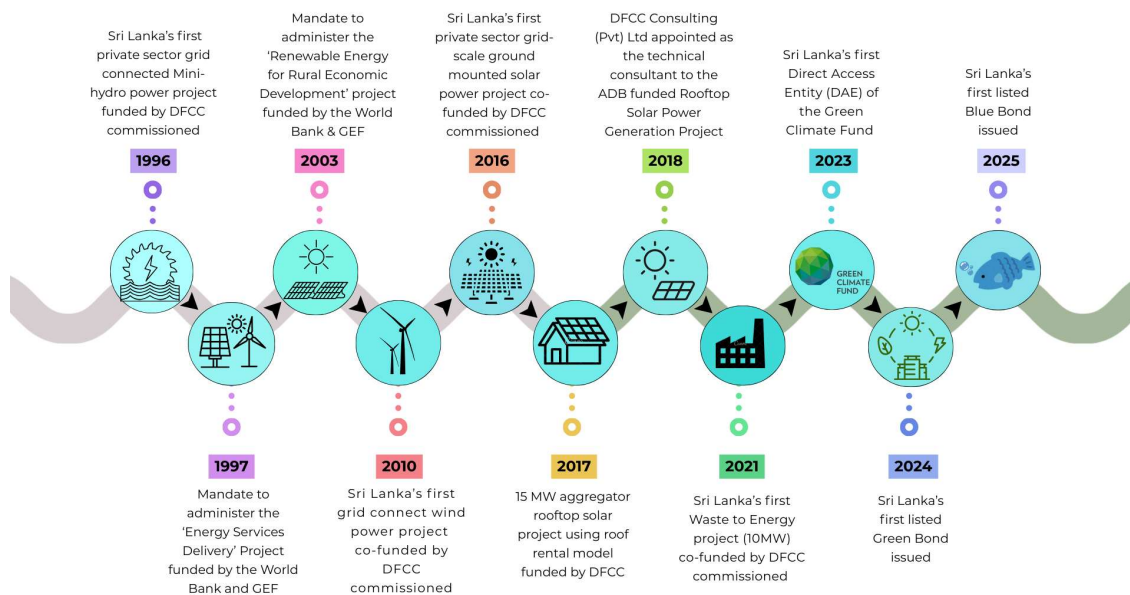 Sri Lanka's first
private sector grid
connected Mini-
hydro power project
funded by DFCC
commissioned
1996
Mandate to
administer the
'Renewable Energy
for Rural Economic
Development' project
funded by the World
Bank & GEF
2003
Sri Lanka's first
private sector grid-
scale ground
mounted solar
power project co-
funded by DFCC
commissioned
2016
DFCC Consulting
(Pvt) Ltd appointed as
the technical
consultant to the
ADB funded Rooftop
Solar Power
Generation Project
2018
Sri Lanka's first
Direct Access
Entity (DAE) of
the Green
Climate Fund
2023
Sri Lanka's
first listed
Blue Bond
issued
2025
GREEN
CLIMATE
FUND
1997
Mandate to
administer the
'Energy Services
Delivery' Project
funded by the World
Bank and GEF
2010
Sri Lanka's first
grid connect wind
power project
co-funded by
DFCC
commissioned
2017
15 MW aggregator
rooftop solar
project using roof
rental model
funded by DFCC
2021
Sri Lanka's first
Waste to Energy
project (10MW)
co-funded by DFCC
commissioned
2024
Sri Lanka's
first listed
Green Bond
issued